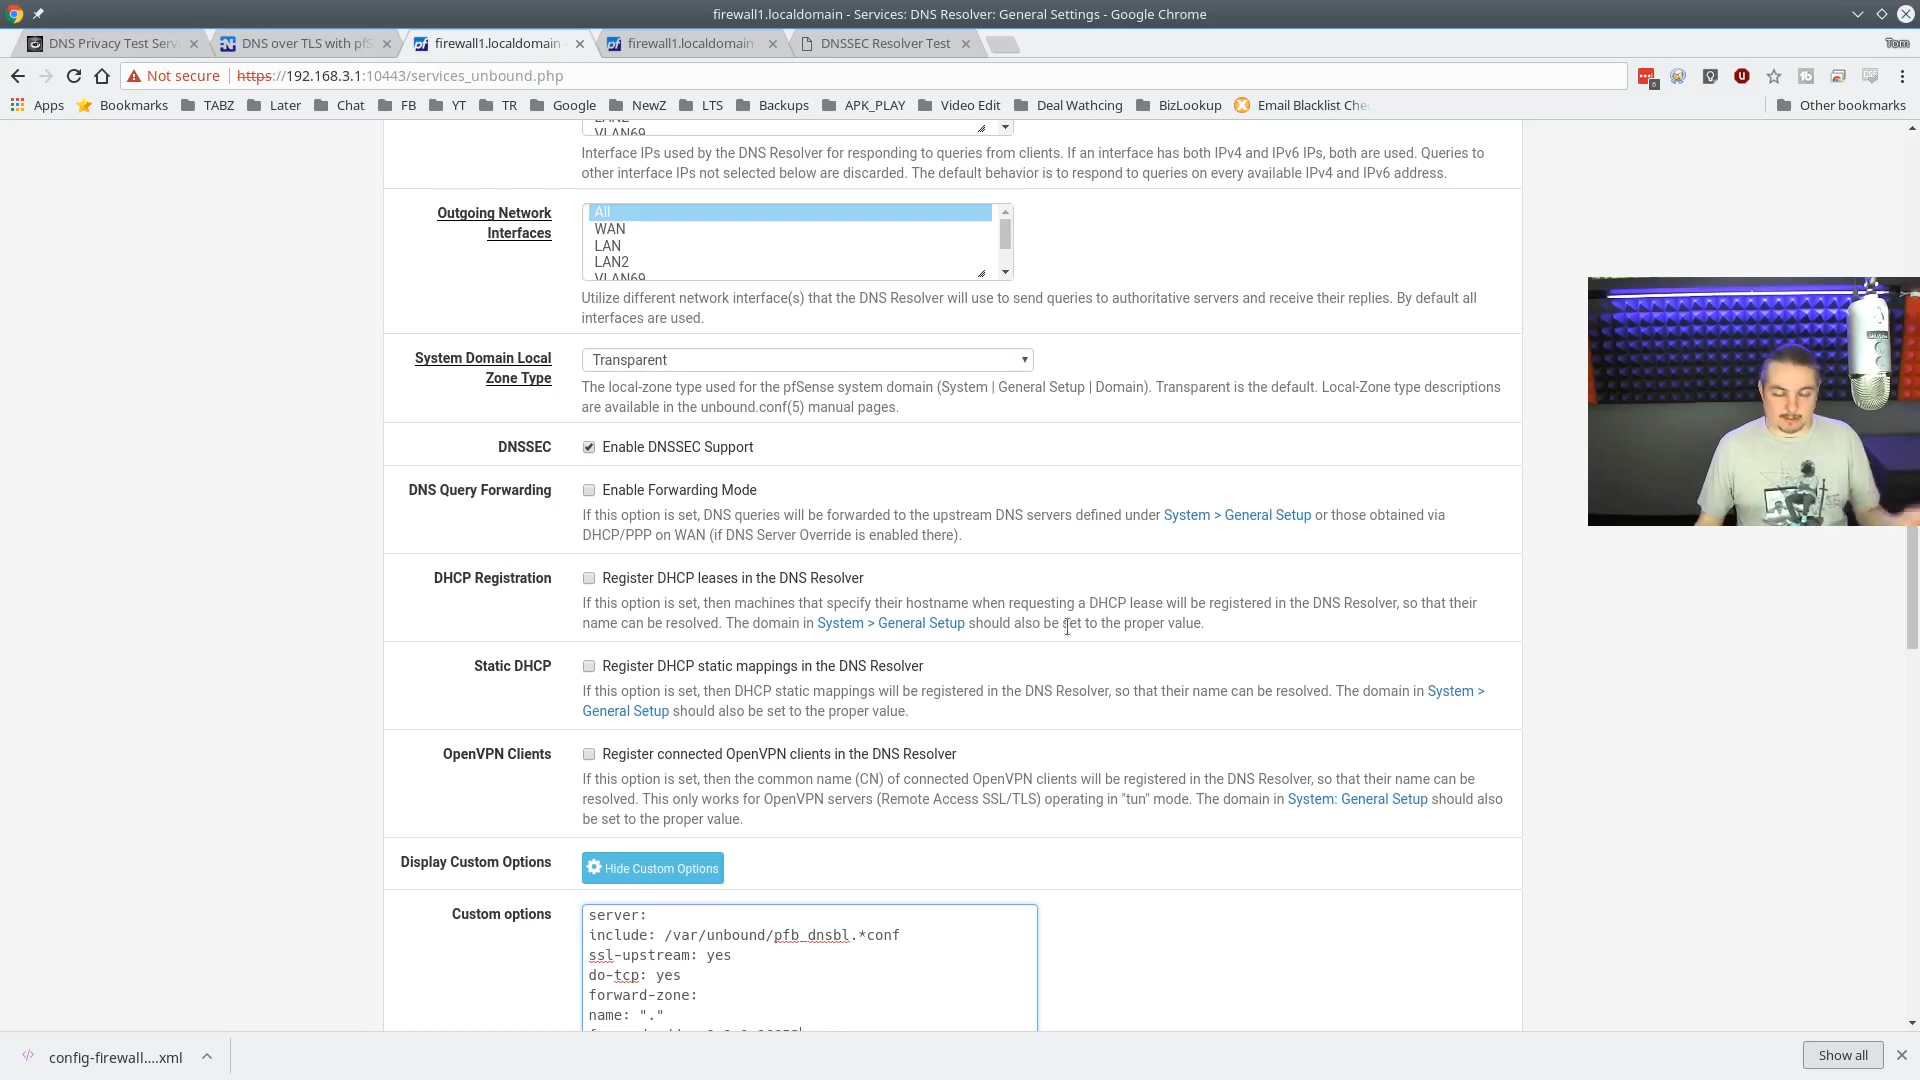 firewall1.localdomain - Services: DNS Resolver: General Settings - Google Chrome
DNS Privacy Test Serv
DNS over TLS with pfS
firewall1.localdomain -
firewall1.localdomain
DNSSEC Resolver Test
Tom
Not secure
https://192.168.3.1:10443/services_unbound.php
6
Apps
Bookmarks
TABZ
Later
Chat
FB
YT
TR
Google
NewZ
LTS
Backups
APK_PLAY
Video Edit
Deal Wathcing
BizLookup
Email Blacklist Che
Other bookmarks
LAN2
VLAN69
Interface IPs used by the DNS Resolver for responding to queries from clients. If an interface has both IPv4 and IPv6 IPs, both are used. Queries to
other interface IPs not selected below are discarded. The default behavior is to respond to queries on every available IPv4 and IPv6 address.
Outgoing Network
Interfaces
All
WAN
LAN
LAN2
VLAN69
Utilize different network interface(s) that the DNS Resolver will use to send queries to authoritative servers and receive their replies. By default all
interfaces are used.
System Domain Local
Zone Type
Transparent
The local-zone type used for the pfSense system domain (System | General Setup | Domain). Transparent is the default. Local-Zone type descriptions
are available in the unbound.conf(5) manual pages.
DNSSEC
Enable DNSSEC Support
DNS Query Forwarding
Enable Forwarding Mode
If this option is set, DNS queries will be forwarded to the upstream DNS servers defined under System > General Setup or those obtained via
DHCP/PPP on WAN (if DNS Server Override is enabled there).
DHCP Registration
Register DHCP leases in the DNS Resolver
If this option is set, then machines that specify their hostname when requesting a DHCP lease will be registered in the DNS Resolver, so that their
name can be resolved. The domain in System > General Setup should also be set to the proper value.
Static DHCP
Register DHCP static mappings in the DNS Resolver
If this option is set, then DHCP static mappings will be registered in the DNS Resolver, so that their name can be resolved. The domain in System >
General Setup should also be set to the proper value.
OpenVPN Clients
Register connected OpenVPN clients in the DNS Resolver
If this option is set, then the common name (CN) of connected OpenVPN clients will be registered in the DNS Resolver, so that their name can be
resolved. This only works for OpenVPN servers (Remote Access SSL/TLS) operating in "tun" mode. The domain in System: General Setup should also
be set to the proper value.
Display Custom Options
Hide Custom Options
Custom options
server:
include: /var/unbound/pfb_dnsbl.*conf
ssl-upstream: yes
do-tcp: yes
forward-zone:
name: "."
config-firewall....xml
Show all